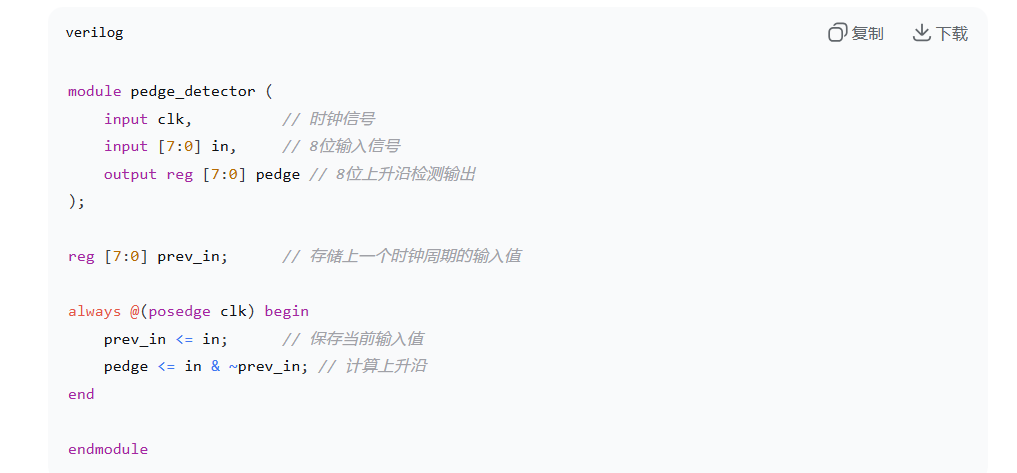 verilog
复制 下载
module pedge_detector (
    input clk,          // 时钟信号
    input [7:0] in,     // 8位输入信号
    output reg [7:0] pedge // 8位上升沿检测输出
);
reg [7:0] prev_in;      // 存储上一个时钟周期的输入值
always @(posedge clk) begin
    prev_in <= in;      // 保存当前输入值
    pedge <= in & ~prev_in; // 计算上升沿
end
endmodule